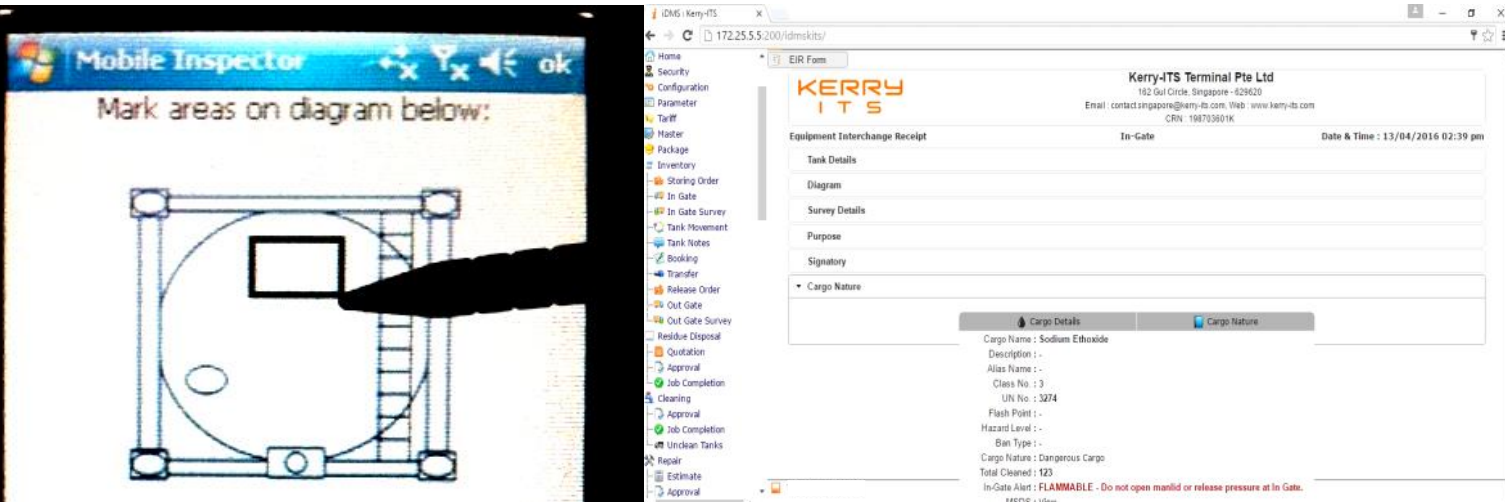 Mobile Inspector
ok
Mark areas on diagram below:
iDMS : Kerry-ITS
172.25.5.5:200/idmskits/
Home
Security
Configuration
Parameter
Tariff
Master
Package
Inventory
Storing Order
In Gate
In Gate Survey
Tank Movement
Tank Notes
Booking
Transfer
Release Order
Out Gate
Out Gate Survey
Residue Disposal
Quotation
Approval
Job Completion
Cleaning
Approval
Job Completion
Unclean Tanks
Repair
Estimate
Approval
EIR Form
KERRY
ITS
Kerry-ITS Terminal Pte Ltd
162 Gul Circle, Singapore - 629620
Email : contact.singapore@kerry-its.com, Web : www.kerry-its.com
CRN : 198703601K
Equipment Interchange Receipt In-Gate Date & Time : 13/04/2016 02:39 pm
Tank Details
Diagram
Survey Details
Purpose
Signatory
Cargo Nature
Cargo Details Cargo Nature
Cargo Name : Sodium Ethoxide
Description : -
Alias Name : -
Class No. : 3
UN No. : 3274
Flash Point : -
Hazard Level : -
Ban Type : -
Cargo Nature : Dangerous Cargo
Total Cleaned : 123
In-Gate Alert : FLAMMABLE - Do not open manlid or release pressure at In Gate.
MSDS : View